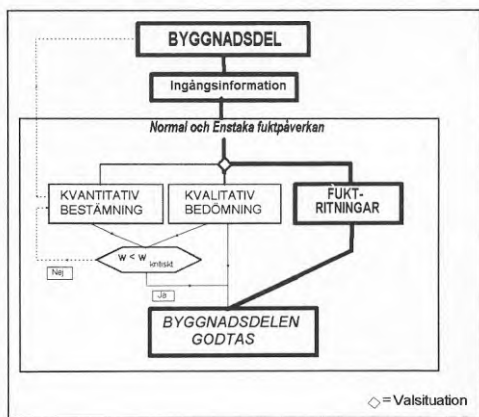 BYGGNADSDEL
Ingångsinformation
Normal och Enstaka fuktpåverkan
KVANTITATIV
BESTÄMNING
KVALITATIV
BEDÖMNING
FUKT-
RITNINGAR
w < w kritiskt
Nej
Ja
BYGGNADSDELEN
GODTAS
◇ = Valsituation